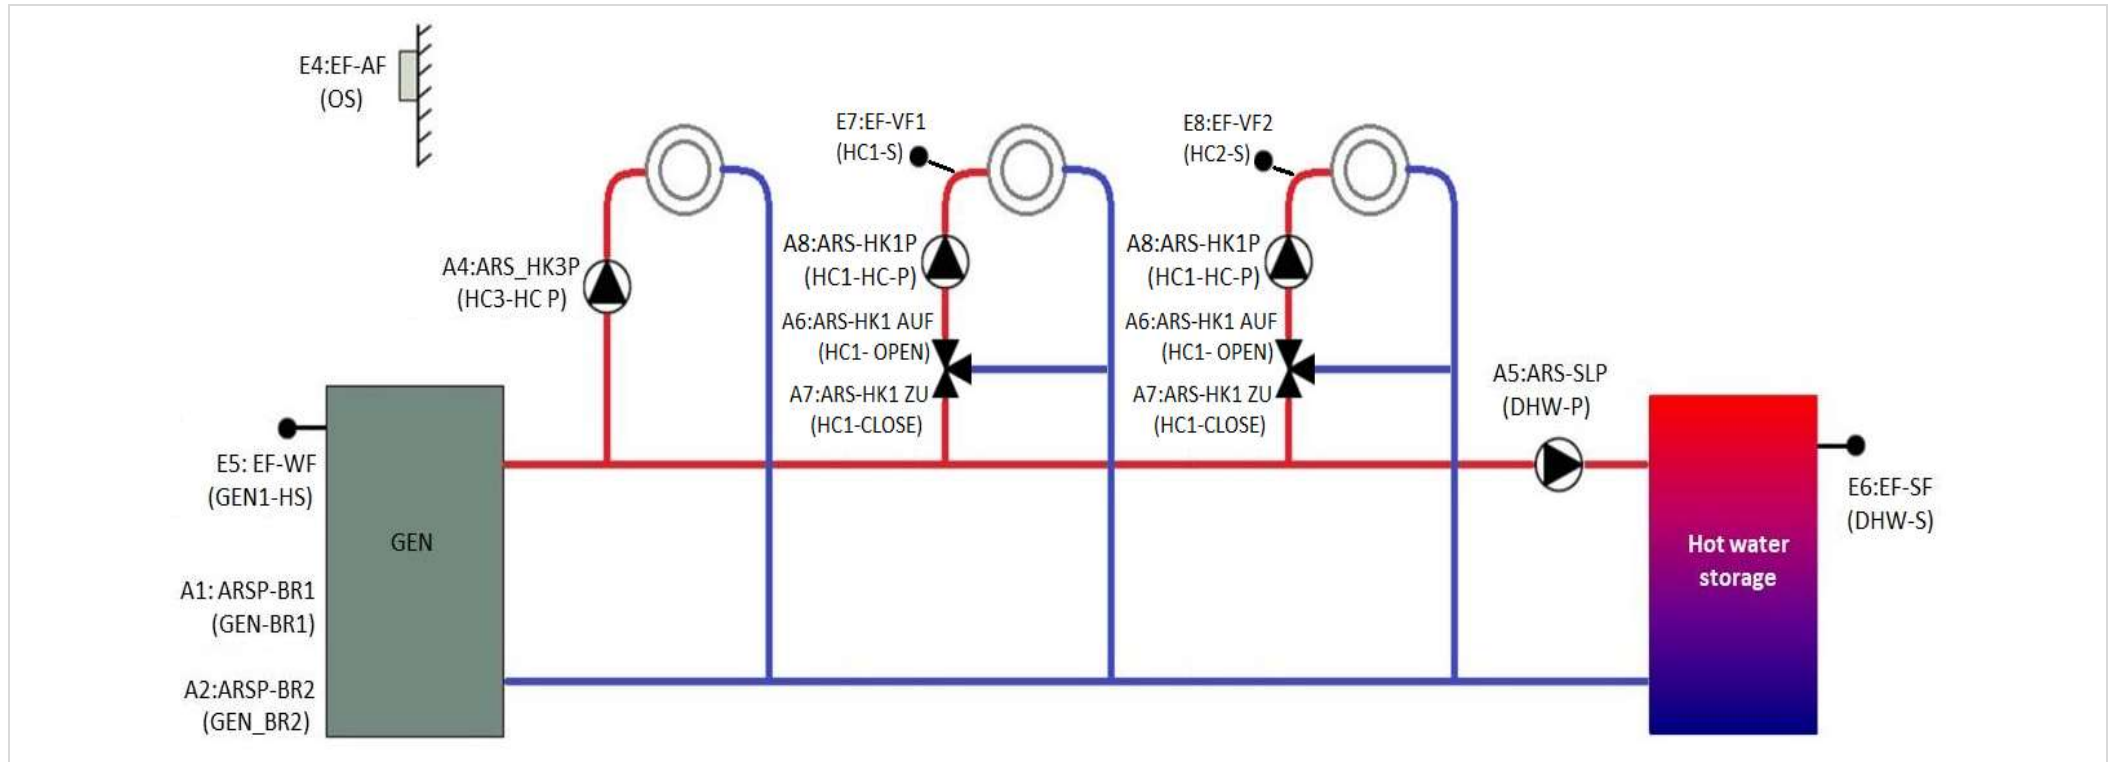 E4:EF-AF
(OS)
E7:EF-VF1
(HC1-S)
E8:EF-VF2
(HC2-S)
A4:ARS_HK3P
(HC3-HC P)
A8:ARS-HK1P
(HC1-HC-P)
A6:ARS-HK1 AUF
(HC1- OPEN)
A7:ARS-HK1 ZU
(HC1-CLOSE)
A8:ARS-HK1P
(HC1-HC-P)
A6:ARS-HK1 AUF
(HC1- OPEN)
A7:ARS-HK1 ZU
(HC1-CLOSE)
A5:ARS-SLP
(DHW-P)
E5: EF-WF
(GEN1-HS)
GEN
A1: ARSP-BR1
(GEN-BR1)
A2:ARSP-BR2
(GEN_BR2)
Hot water
storage
E6:EF-SF
(DHW-S)